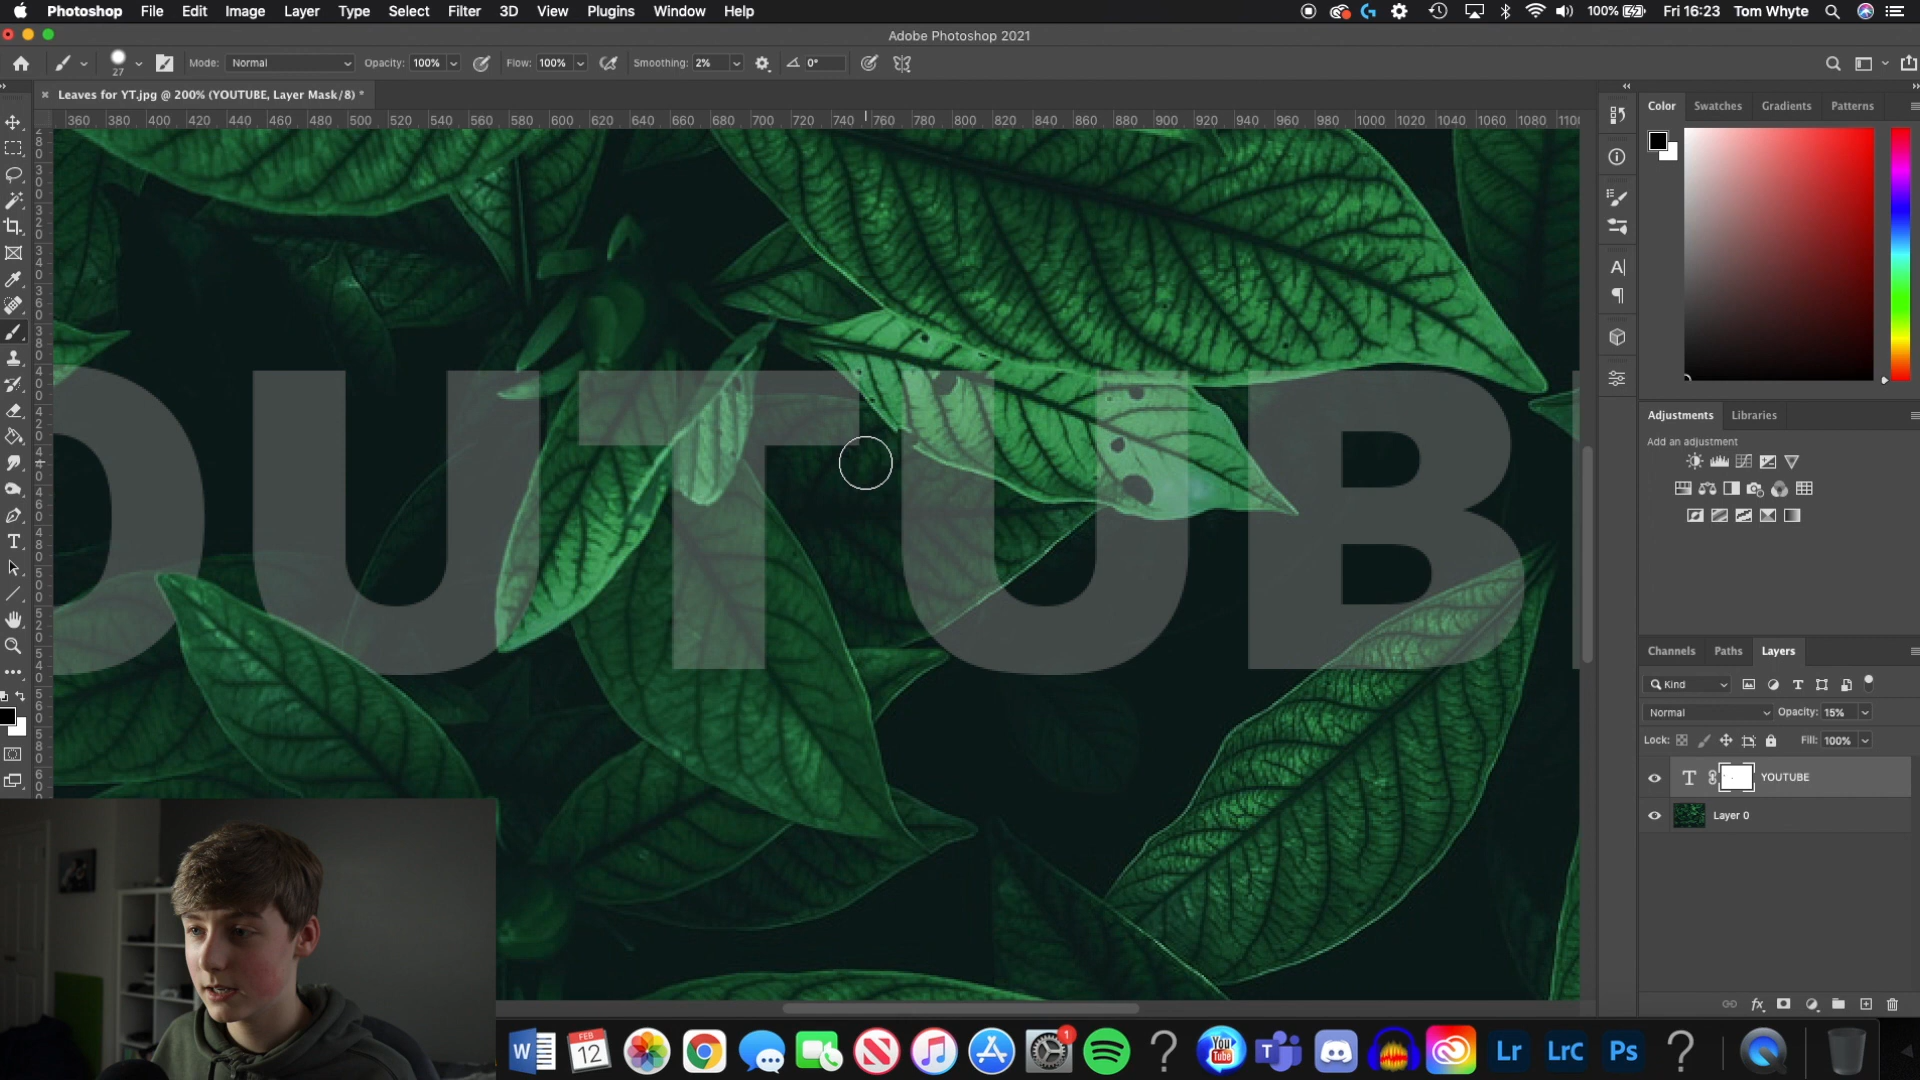 Photoshop File Edit Image Layer Type Select Filter 3D View Plugins Window Help 100% Fri 16:23 Tom Whyte
Adobe Photoshop 2021
27 Mode: Normal Opacity: 100% Flow: 100% Smoothing: 2% 0°
Leaves for YT.jpg @ 200% (YOUTUBE, Layer Mask/8) *
360 380 400 420 440 460 480 500 520 540 560 580 600 620 640 660 680 700 720 740 760 780 800 820 840 860 880 900 920 940 960 980 1000 1020 1040 1060 1080
Color Swatches Gradients Patterns
OUTUB
Adjustments Libraries
Add an adjustment
Channels Paths Layers
Kind
Normal Opacity: 15%
Lock: Fill: 100%
T YOUTUBE
Layer 0
W FEB 12 1 You Tube T Lr LrC Ps